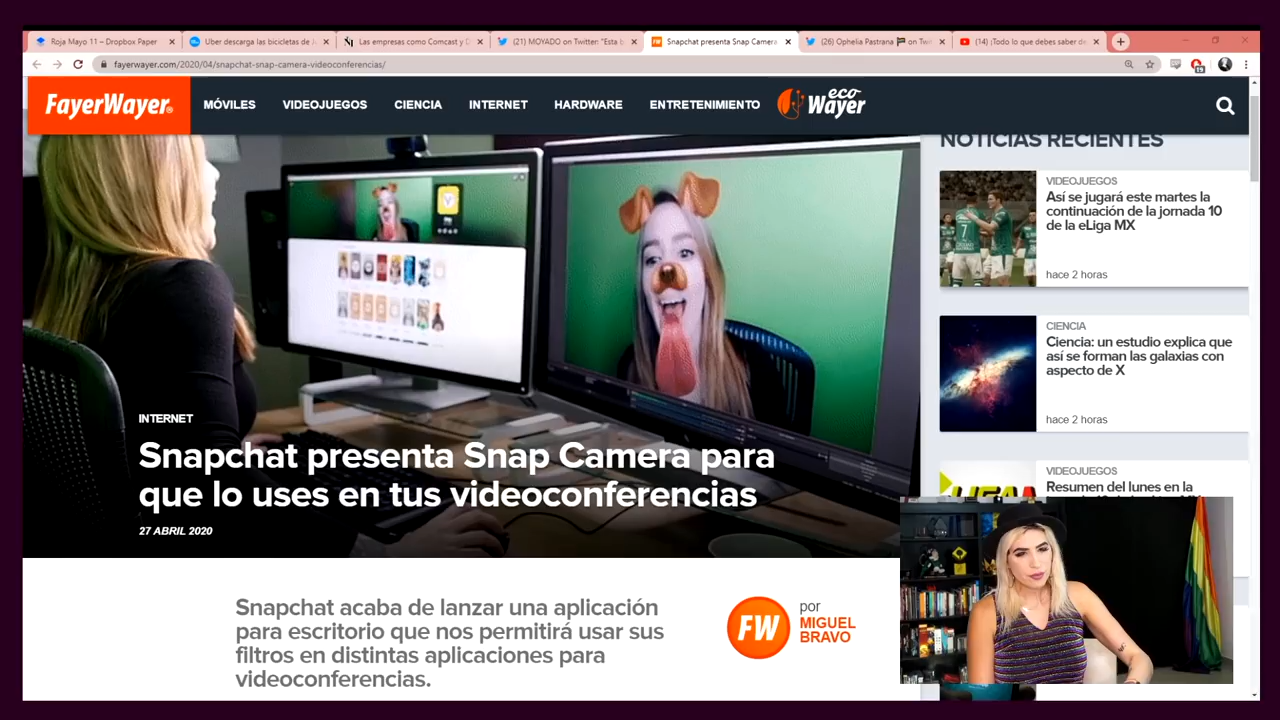 Roja Mayo 11 – Dropbox Paper
Uber descarga las bicicletas de J
Las empresas como Comcast y D
(21) MOYADO on Twitter: "Esta b
Snapchat presenta Snap Camera
(26) Ophelia Pastrana
on Twi
(14) ¡Todo lo que debes saber de
fayerwayer.com/2020/04/snapchat-snap-camera-videoconferencias/
FayerWayer
MÓVILES
VIDEOJUEGOS
CIENCIA
INTERNET
HARDWARE
ENTRETENIMIENTO
eco
Wayer
NOTICIAS RECIENTES
VIDEOJUEGOS
Así se jugará este martes la
continuación de la jornada 10
de la eLiga MX
hace 2 horas
CIENCIA
Ciencia: un estudio explica que
así se forman las galaxias con
aspecto de X
hace 2 horas
VIDEOJUEGOS
Resumen del lunes en la
INTERNET
Snapchat presenta Snap Camera para
que lo uses en tus videoconferencias
27 ABRIL 2020
Snapchat acaba de lanzar una aplicación
para escritorio que nos permitirá usar sus
filtros en distintas aplicaciones para
videoconferencias.
FW
por
MIGUEL
BRAVO